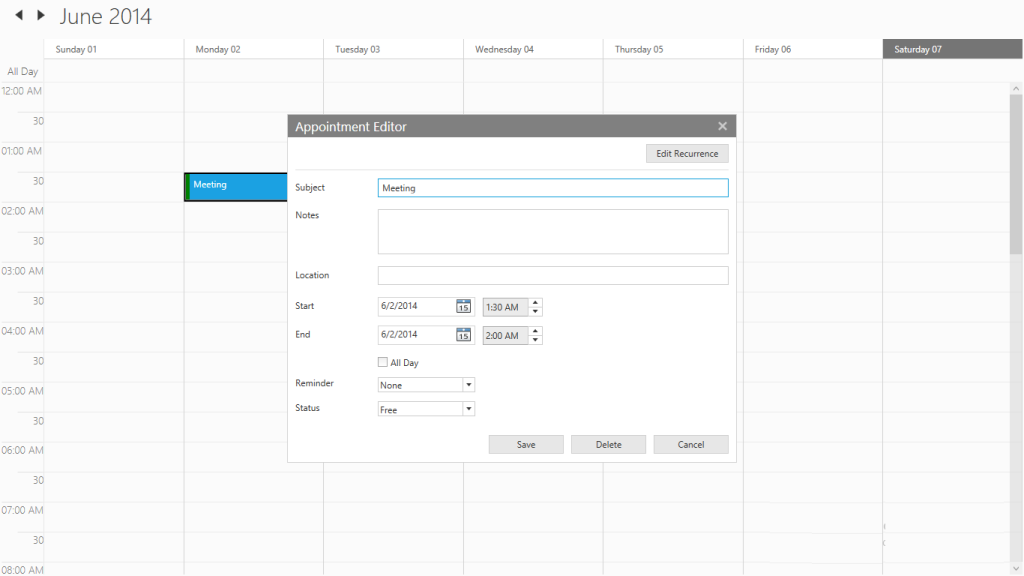 June 2014
Sunday 01 Monday 02 Tuesday 03 Wednesday 04 Thursday 05 Friday 06 Saturday 07
All Day
12:00 AM
30
01:00 AM
30
02:00 AM
30
03:00 AM
30
04:00 AM
30
05:00 AM
30
06:00 AM
30
07:00 AM
30
08:00 AM
Meeting
Appointment Editor
Edit Recurrence
Subject Meeting
Notes
Location
Start 6/2/2014 15 1:30 AM
End 6/2/2014 15 2:00 AM
All Day
Reminder None
Status Free
Save Delete Cancel